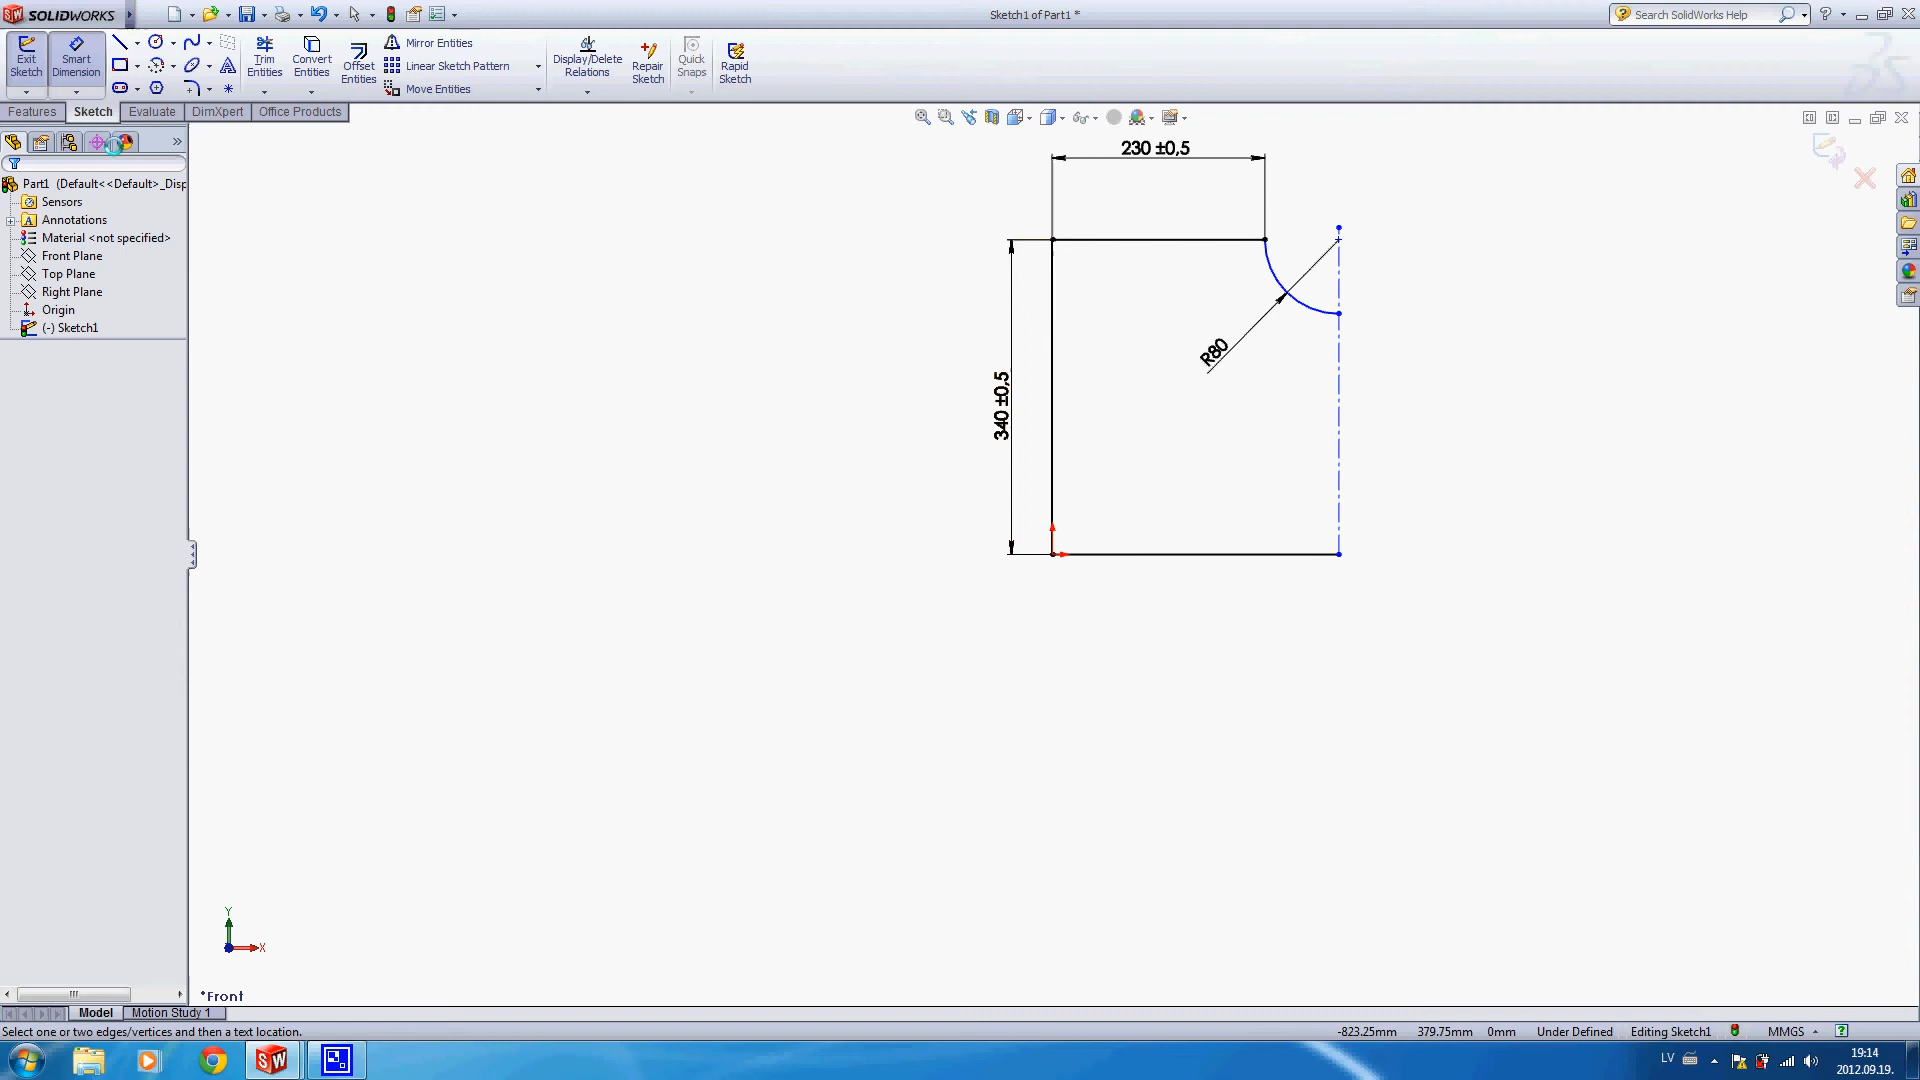 SOLIDWORKS
Sketch1 of Part1 *
Search SolidWorks Help
Exit Sketch
Smart Dimension
Trim Entities
Convert Entities
Offset Entities
Mirror Entities
Linear Sketch Pattern
Move Entities
Display/Delete Relations
Repair Sketch
Quick Snaps
Rapid Sketch
Features Sketch Evaluate DimXpert Office Products
Part1 (Default<<Default>_Disp
Sensors
Annotations
Material <not specified>
Front Plane
Top Plane
Right Plane
Origin
(-) Sketch1
230 ±0,5
R80
340 ±0,5
Y
X
*Front
Model Motion Study 1
Select one or two edges/vertices and then a text location.
-823.25mm 379.75mm 0mm Under Defined Editing Sketch1 MMGS
LV
19:14
2012.09.19.